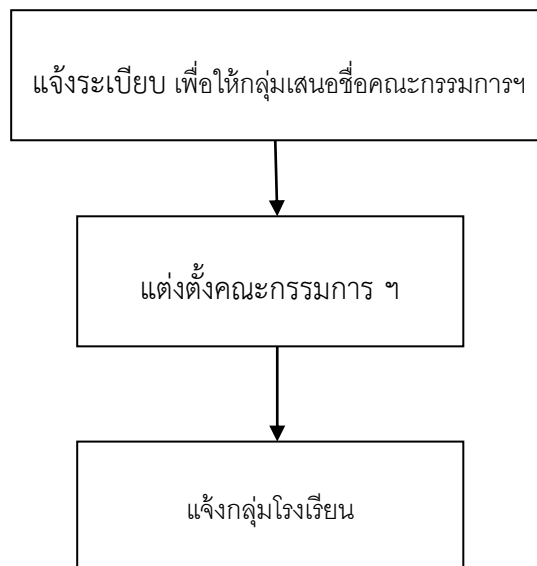 แจ้งระเบียบ เพื่อให้กลุ่มเสนอชื่อคณะกรรมการฯ
แต่งตั้งคณะกรรมการ ฯ
แจ้งกลุ่มโรงเรียน